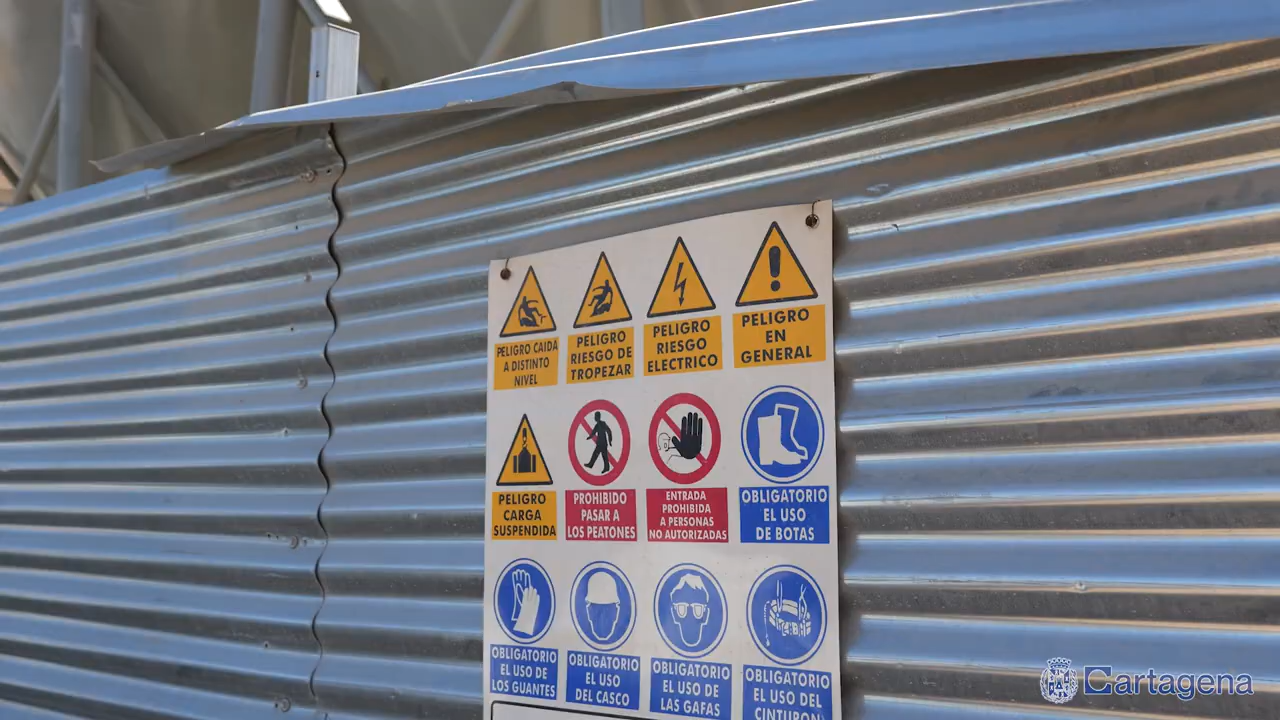 PELIGRO CAIDA
A DISTINTO
NIVEL
PELIGRO
RIESGO DE
TROPEZAR
PELIGRO
RIESGO
ELECTRICO
PELIGRO
EN
GENERAL
PELIGRO
CARGA
SUSPENDIDA
PROHIBIDO
PASAR A
LOS PEATONES
ENTRADA
PROHIBIDA
A PERSONAS
NO AUTORIZADAS
OBLIGATORIO
EL USO
DE BOTAS
OBLIGATORIO
EL USO DE
LOS GUANTES
OBLIGATORIO
EL USO
DEL CASCO
OBLIGATORIO
EL USO DE
LAS GAFAS
OBLIGATORIO
EL USO DEL
CINTURON
Cartagena